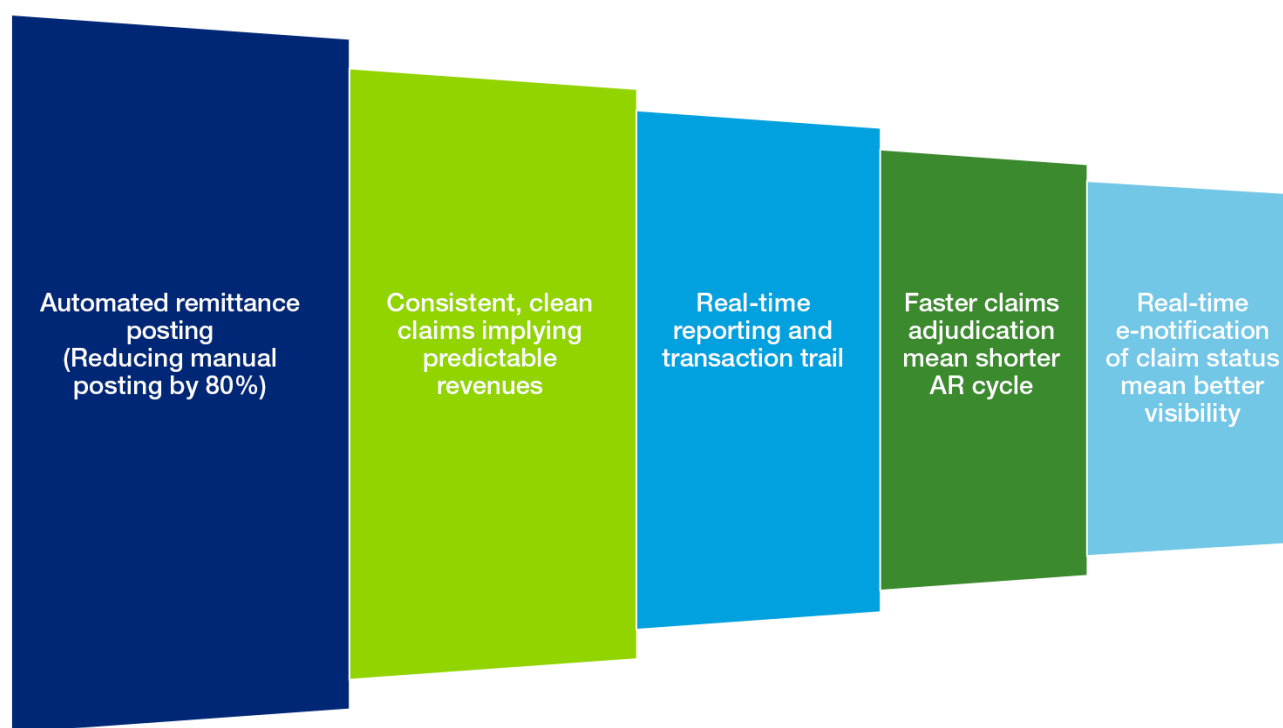 Automated remittance
posting
(Reducing manual
posting by 80%)
Consistent, clean
claims implying
predictable
revenues
Real-time
reporting and
transaction trail
Faster claims
adjudication
mean shorter
AR cycle
Real-time
e-notification
of claim status
mean better
visibility